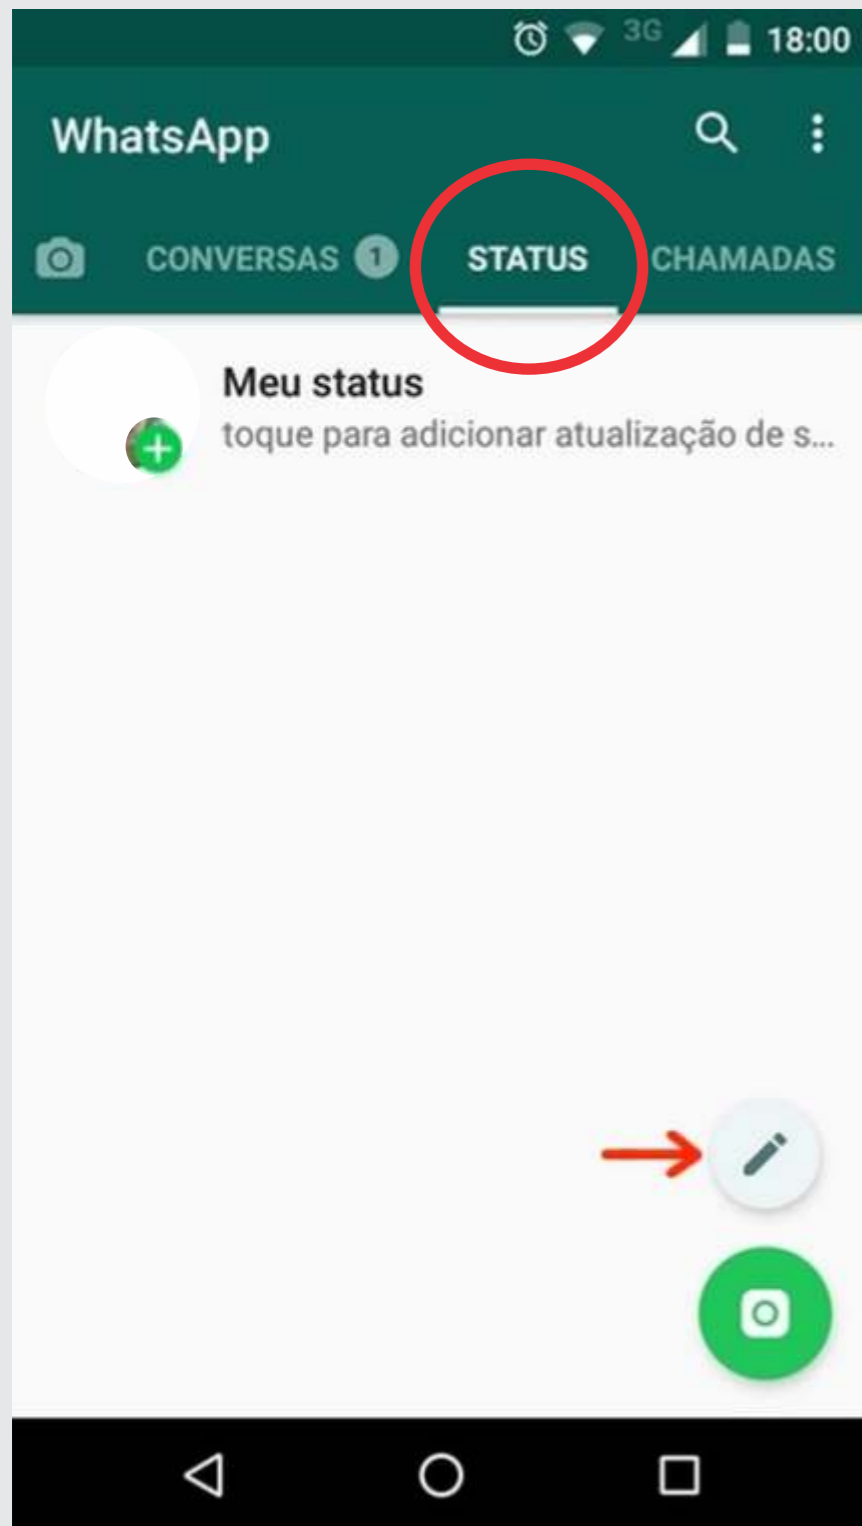 3G 18:00
WhatsApp
CONVERSAS 1 STATUS CHAMADAS
Meu status
toque para adicionar atualização de s...